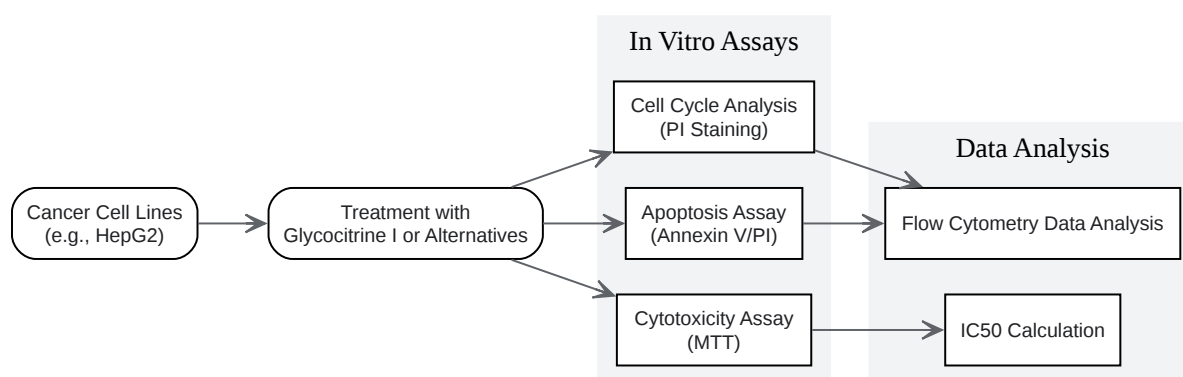 In Vitro Assays
Cell Cycle Analysis
(PI Staining)
Data Analysis
Cancer Cell Lines
(e.g., HepG2)
Treatment with
Glycocitrine I or Alternatives
Apoptosis Assay
(Annexin V/PI)
Flow Cytometry Data Analysis
Cytotoxicity Assay
(MTT)
IC50 Calculation